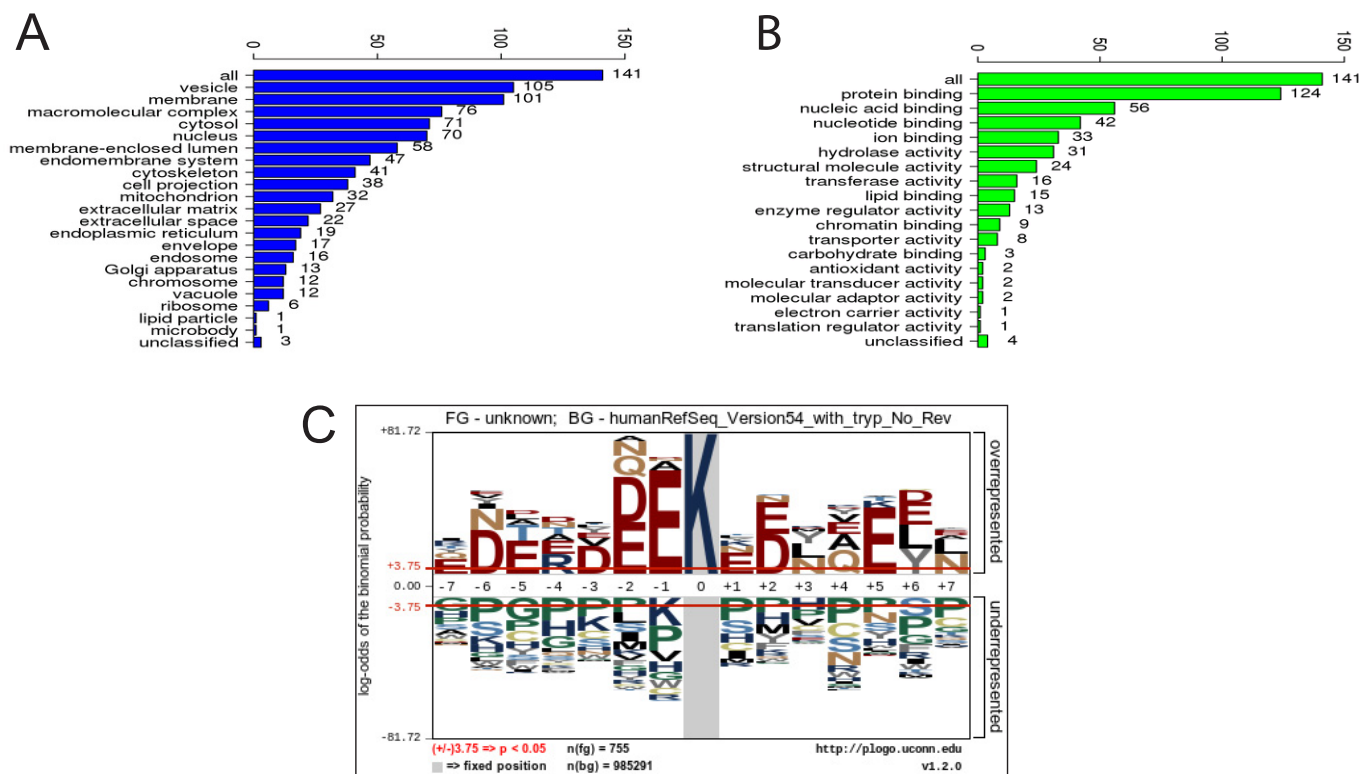 A
0 50 100 150
all 141
vesicle 105
membrane 101
macromolecular complex 76
cytosol 71
nucleus 70
membrane-enclosed lumen 58
endomembrane system 47
cytoskeleton 41
cell projection 38
mitochondrion 32
extracellular matrix 27
extracellular space 22
endoplasmic reticulum 19
envelope 17
endosome 16
Golgi apparatus 13
chromosome 12
vacuole 12
ribosome 6
lipid particle 1
microbody 1
unclassified 3
B
0 50 100 150
all 141
protein binding 124
nucleic acid binding 56
nucleotide binding 42
ion binding 33
hydrolase activity 31
structural molecule activity 24
transferase activity 16
lipid binding 15
enzyme regulator activity 13
chromatin binding 9
transporter activity 8
carbohydrate binding 3
antioxidant activity 2
molecular transducer activity 2
molecular adaptor activity 2
electron carrier activity 1
translation regulator activity 1
unclassified 4
C
FG - unknown; BG - humanRefSeq_Version54_with_tryp_No_Rev
log-odds of the binomial probability
+81.72
+3.75
0.00
-3.75
-81.72
K
-7 -6 -5 -4 -3 -2 -1 0 +1 +2 +3 +4 +5 +6 +7
overrepresented
underrepresented
(+/-)3.75 => p < 0.05 n(fg) = 755 http://plogo.uconn.edu
=> fixed position n(bg) = 985291 v1.2.0